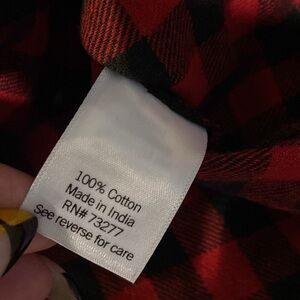 100% Cotton
Made in India
RN# 73277
See reverse for care